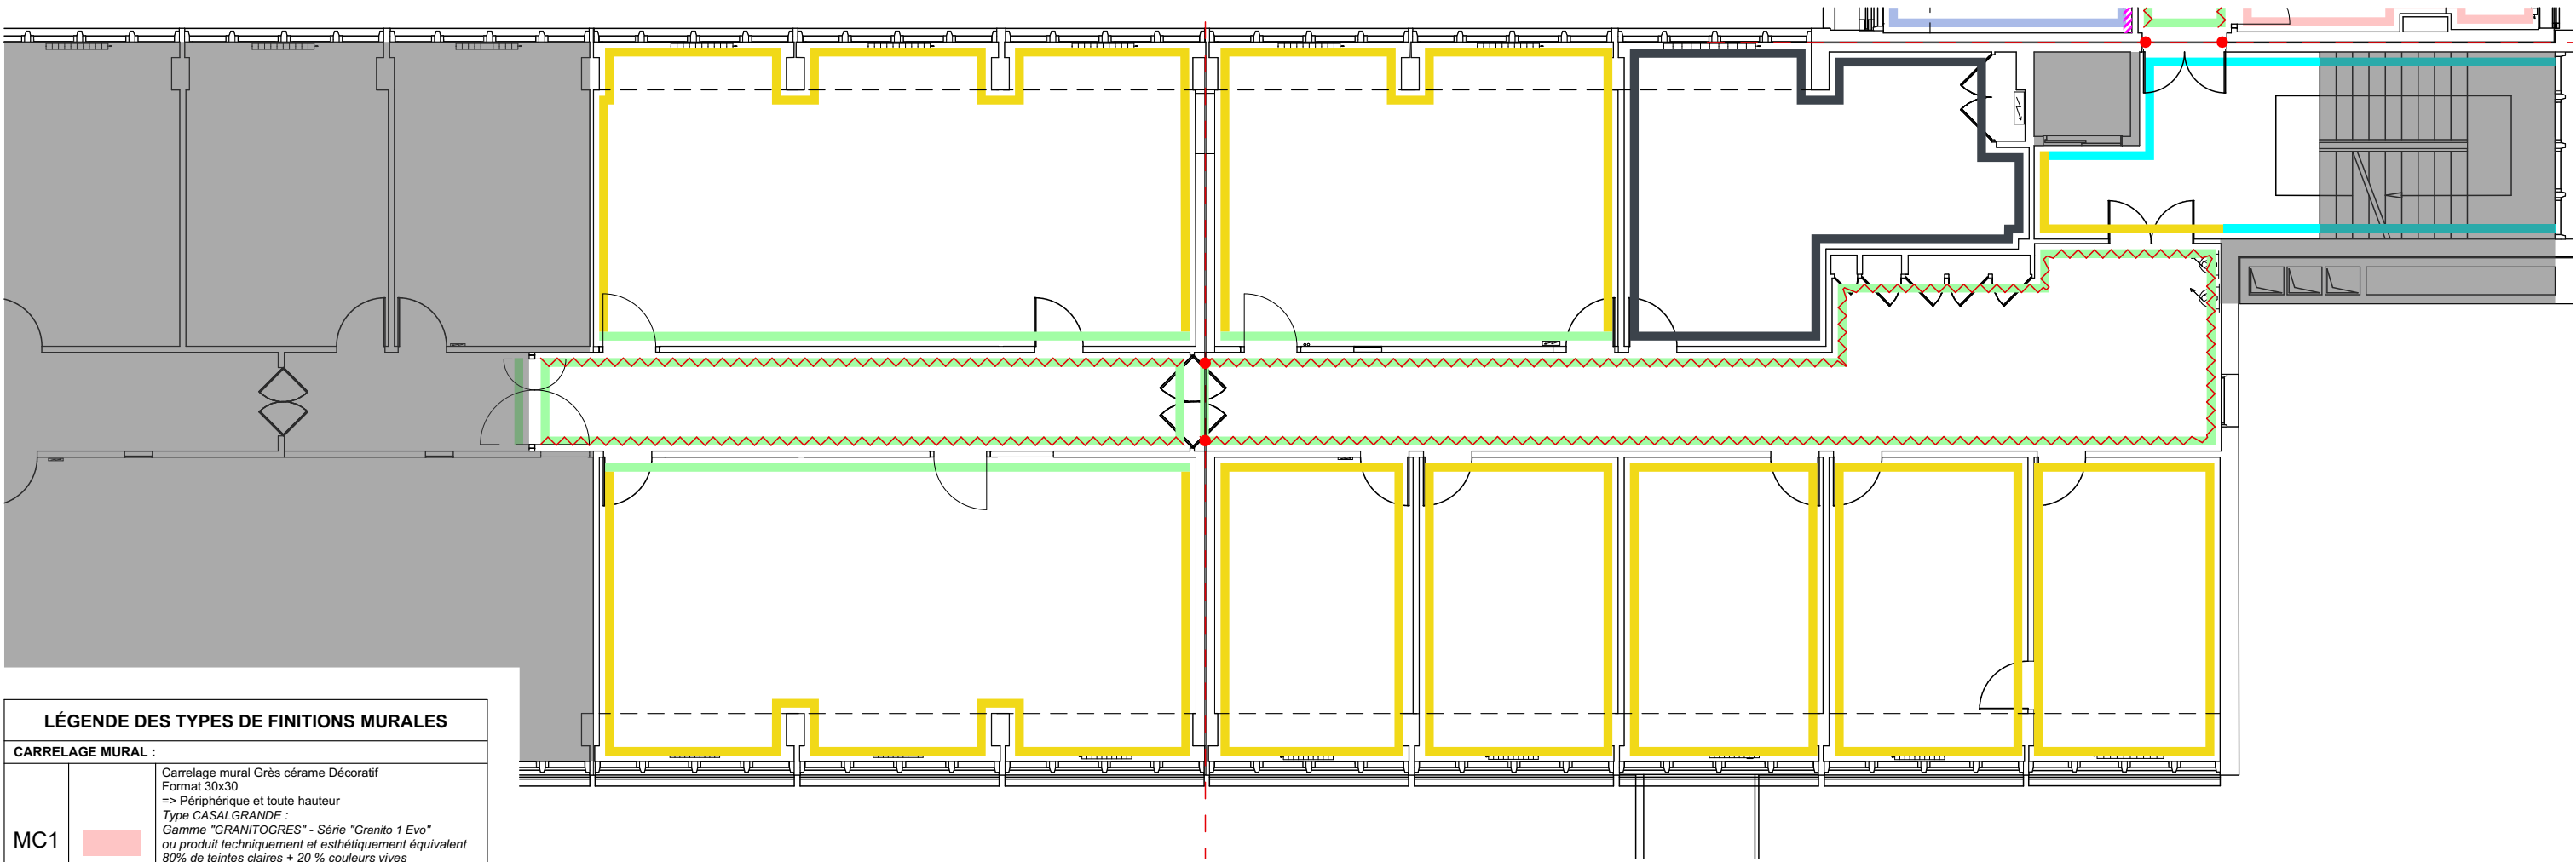 LÉGENDE DES TYPES DE FINITIONS MURALES
CARRELAGE MURAL :
MC1
Carrelage mural Grès cérame Décoratif
Format 30x30
=> Périphérique et toute hauteur
Type CASALGRANDE :
Gamme "GRANITOGRES" - Série "Granito 1 Evo"
ou produit techniquement et esthétiquement équivalent
80% de teintes claires + 20 % couleurs vives